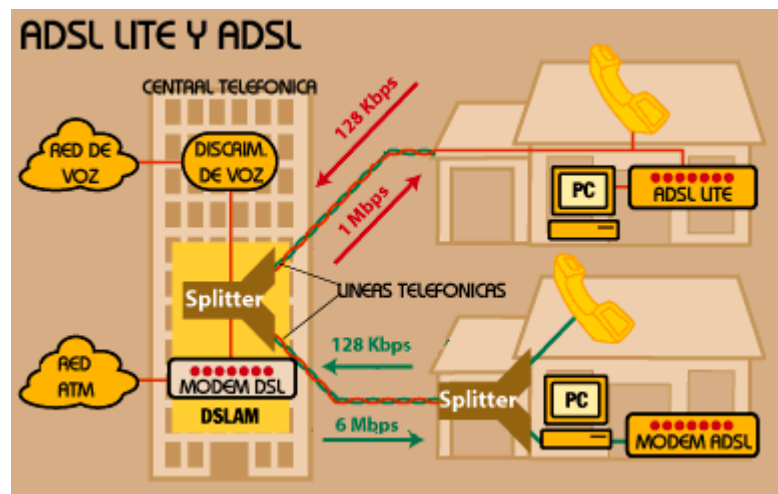 ADSL LITE Y ADSL
CENTRAL TELEFONICA
RED DE
VOZ
DISCRIM.
DE VOZ
128 Kbps
1 Mbps
PC
ADSL LITE
Splitter
LINEAS TELEFONICAS
RED
ATM
MODEM DSL
DSLAM
128 Kbps
6 Mbps
Splitter
PC
MODEM ADSL